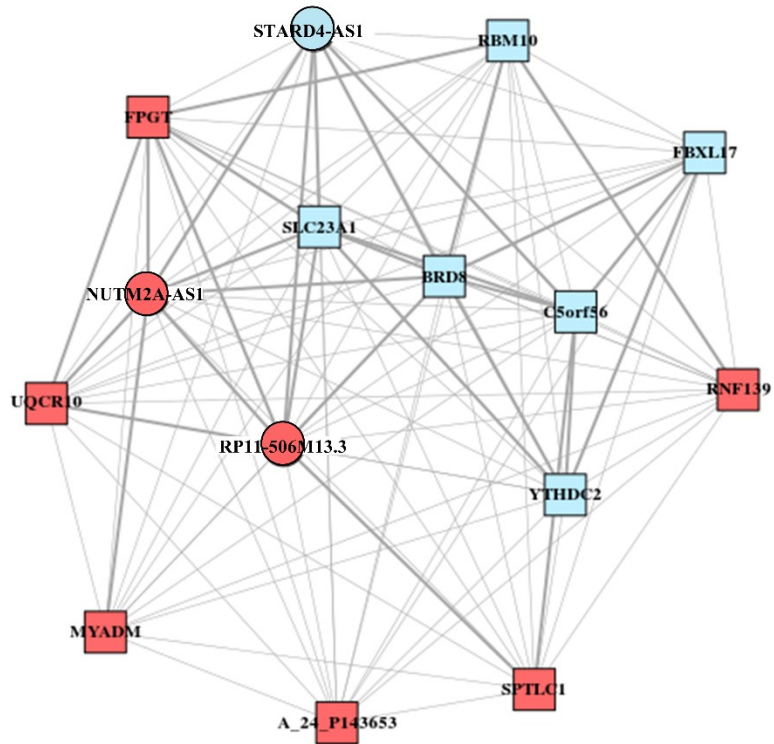 STARD4-AS1
RBM10
FPGT
FBXL17
SLC23A1
BRD8
NUTM2A-AS1
C5orf56
UQCR10
RNF139
RP11-506M13.3
YTHDC2
MYADM
SPTLC1
A_24_P143653